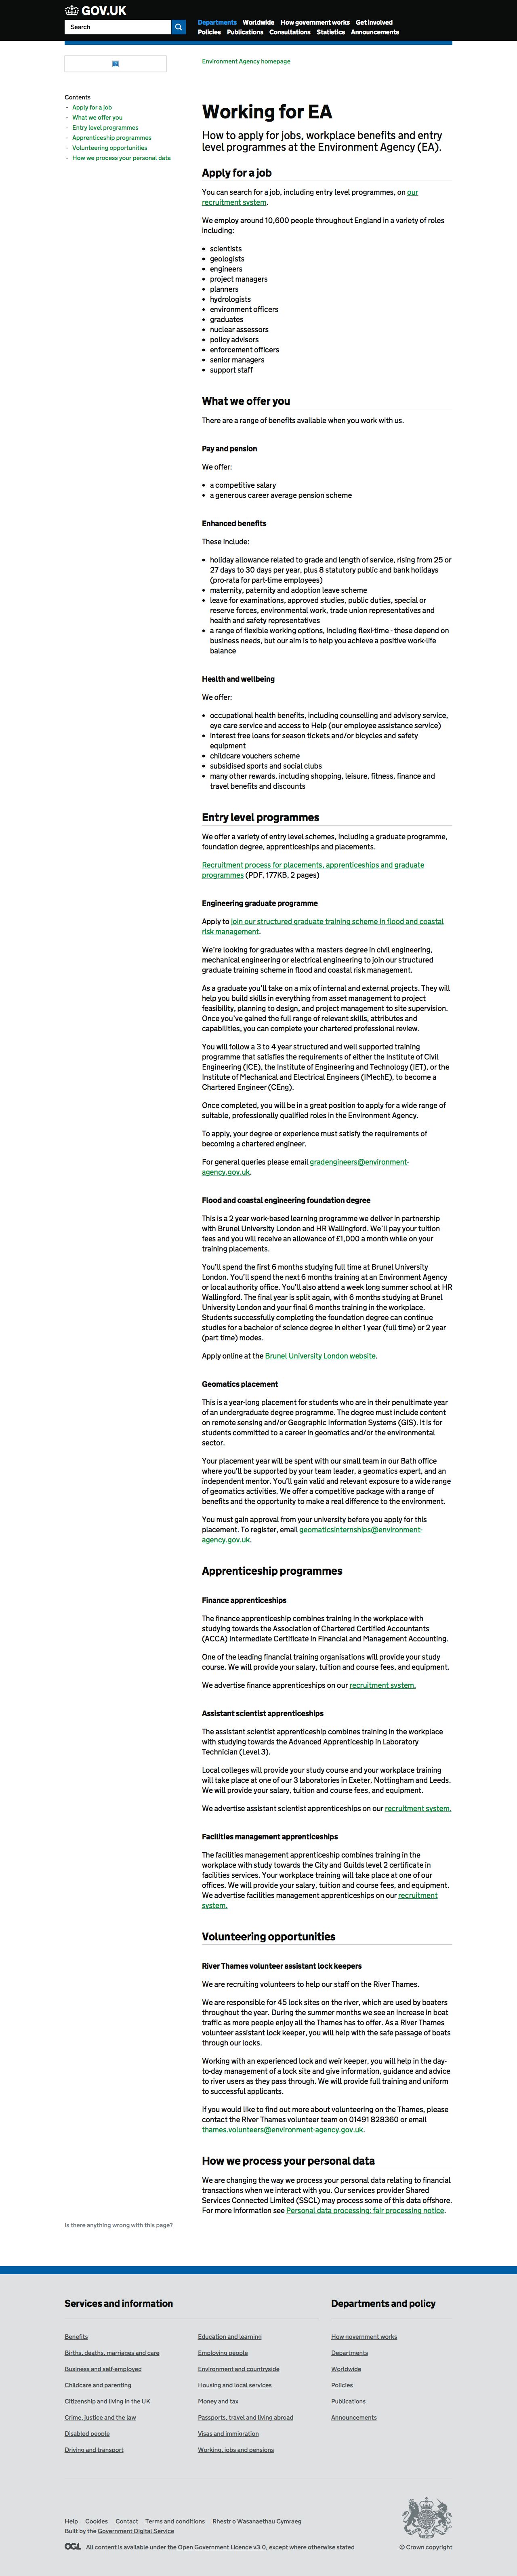 GOV.UK
Search
Departments Worldwide How government works Get involved
Policies Publications Consultations Statistics Announcements
Environment Agency homepage
Contents
- Apply for a job
- What we offer you
- Entry level programmes
- Apprenticeship programmes
- Volunteering opportunities
- How we process your personal data
Working for EA
How to apply for jobs, workplace benefits and entry
level programmes at the Environment Agency (EA).
Apply for a job
You can search for a job, including entry level programmes, on our
recruitment system.
We employ around 10,600 people throughout England in a variety of roles
including:
• scientists
• geologists
• engineers
• project managers
• planners
• hydrologists
• environment officers
• graduates
• nuclear assessors
• policy advisors
• enforcement officers
• senior managers
• support staff
What we offer you
There are a range of benefits available when you work with us.
Pay and pension
We offer:
• a competitive salary
• a generous career average pension scheme
Enhanced benefits
These include:
• holiday allowance related to grade and length of service, rising from 25 or
27 days to 30 days per year, plus 8 statutory public and bank holidays
(pro-rata for part-time employees)
• maternity, paternity and adoption leave scheme
• leave for examinations, approved studies, public duties, special or
reserve forces, environmental work, trade union representatives and
health and safety representatives
• a range of flexible working options, including flexi-time - these depend on
business needs, but our aim is to help you achieve a positive work-life
balance
Health and wellbeing
We offer:
• occupational health benefits, including counselling and advisory service,
eye care service and access to Help (our employee assistance service)
• interest free loans for season tickets and/or bicycles and safety
equipment
• childcare vouchers scheme
• subsidised sports and social clubs
• many other rewards, including shopping, leisure, fitness, finance and
travel benefits and discounts
Entry level programmes
We offer a variety of entry level schemes, including a graduate programme,
foundation degree, apprenticeships and placements.
Recruitment process for placements, apprenticeships and graduate
programmes (PDF, 177KB, 2 pages)
Engineering graduate programme
Apply to join our structured graduate training scheme in flood and coastal
risk management.
We're looking for graduates with a masters degree in civil engineering,
mechanical engineering or electrical engineering to join our structured
graduate training scheme in flood and coastal risk management.
As a graduate you'll take on a mix of internal and external projects. They will
help you build skills in everything from asset management to project
feasibility, planning to design, and project management to site supervision.
Once you've gained the full range of relevant skills, attributes and
capabilities, you can complete your chartered professional review.
You will follow a 3 to 4 year structured and well supported training
programme that satisfies the requirements of either the Institute of Civil
Engineering (ICE), the Institute of Engineering and Technology (IET), or the
Institute of Mechanical and Electrical Engineers (IMechE), to become a
Chartered Engineer (CEng).
Once completed, you will be in a great position to apply for a wide range of
suitable, professionally qualified roles in the Environment Agency.
To apply, your degree or experience must satisfy the requirements of
becoming a chartered engineer.
For general queries please email gradengineers@environment-
agency.gov.uk.
Flood and coastal engineering foundation degree
This is a 2 year work-based learning programme we deliver in partnership
with Brunel University London and HR Wallingford. We'll pay your tuition
fees and you will receive an allowance of £1,000 a month while on your
training placements.
You'll spend the first 6 months studying full time at Brunel University
London. You'll spend the next 6 months training at an Environment Agency
or local authority office. You'll also attend a week long summer school at HR
Wallingford. The final year is split again, with 6 months studying at Brunel
University London and your final 6 months training in the workplace.
Students successfully completing the foundation degree can continue
studies for a bachelor of science degree in either 1 year (full time) or 2 year
(part time) modes.
Apply online at the Brunel University London website.
Geomatics placement
This is a year-long placement for students who are in their penultimate year
of an undergraduate degree programme. The degree must include content
on remote sensing and/or Geographic Information Systems (GIS). It is for
students committed to a career in geomatics and/or the environmental
sector.
Your placement year will be spent with our small team in our Bath office
where you'll be supported by your team leader, a geomatics expert, and an
independent mentor. You'll gain valid and relevant exposure to a wide range
of geomatics activities. We offer a competitive package with a range of
benefits and the opportunity to make a real difference to the environment.
You must gain approval from your university before you apply for this
placement. To register, email geomaticsinternships@environment-
agency.gov.uk.
Apprenticeship programmes
Finance apprenticeships
The finance apprenticeship combines training in the workplace with
studying towards the Association of Chartered Certified Accountants
(ACCA) Intermediate Certificate in Financial and Management Accounting.
One of the leading financial training organisations will provide your study
course. We will provide your salary, tuition and course fees, and equipment.
We advertise finance apprenticeships on our recruitment system.
Assistant scientist apprenticeships
The assistant scientist apprenticeship combines training in the workplace
with studying towards the Advanced Apprenticeship in Laboratory
Technician (Level 3).
Local colleges will provide your study course and your workplace training
will take place at one of our 3 laboratories in Exeter, Nottingham and Leeds.
We will provide your salary, tuition and course fees, and equipment.
We advertise assistant scientist apprenticeships on our recruitment system.
Facilities management apprenticeships
The facilities management apprenticeship combines training in the
workplace with study towards the City and Guilds level 2 certificate in
facilities services. Your workplace training will take place at one of our
offices. We will provide your salary, tuition and course fees, and equipment.
We advertise facilities management apprenticeships on our recruitment
system.
Volunteering opportunities
River Thames volunteer assistant lock keepers
We are recruiting volunteers to help our staff on the River Thames.
We are responsible for 45 lock sites on the river, which are used by boaters
throughout the year. During the summer months we see an increase in boat
traffic as more people enjoy all the Thames has to offer. As a River Thames
volunteer assistant lock keeper, you will help with the safe passage of boats
through our locks.
Working with an experienced lock and weir keeper, you will help in the day-
to-day management of a lock site and give information, guidance and advice
to river users as they pass through. We will provide full training and uniform
to successful applicants.
If you would like to find out more about volunteering on the Thames, please
contact the River Thames volunteer team on 01491 828360 or email
thames.volunteers@environment-agency.gov.uk.
How we process your personal data
We are changing the way we process your personal data relating to financial
transactions when we interact with you. Our services provider Shared
Services Connected Limited (SSCL) may process some of this data offshore.
For more information see Personal data processing: fair processing notice.
Is there anything wrong with this page?
Services and information
Departments and policy
Benefits Education and learning How government works
Births, deaths, marriages and care Employing people Departments
Business and self-employed Environment and countryside Worldwide
Childcare and parenting Housing and local services Policies
Citizenship and living in the UK Money and tax Publications
Crime, justice and the law Passports, travel and living abroad Announcements
Disabled people Visas and immigration
Driving and transport Working, jobs and pensions
Help Cookies Contact Terms and conditions Rhestr o Wasanaethau Cymraeg
Built by the Government Digital Service
OGL All content is available under the Open Government Licence v3.0, except where otherwise stated
© Crown copyright